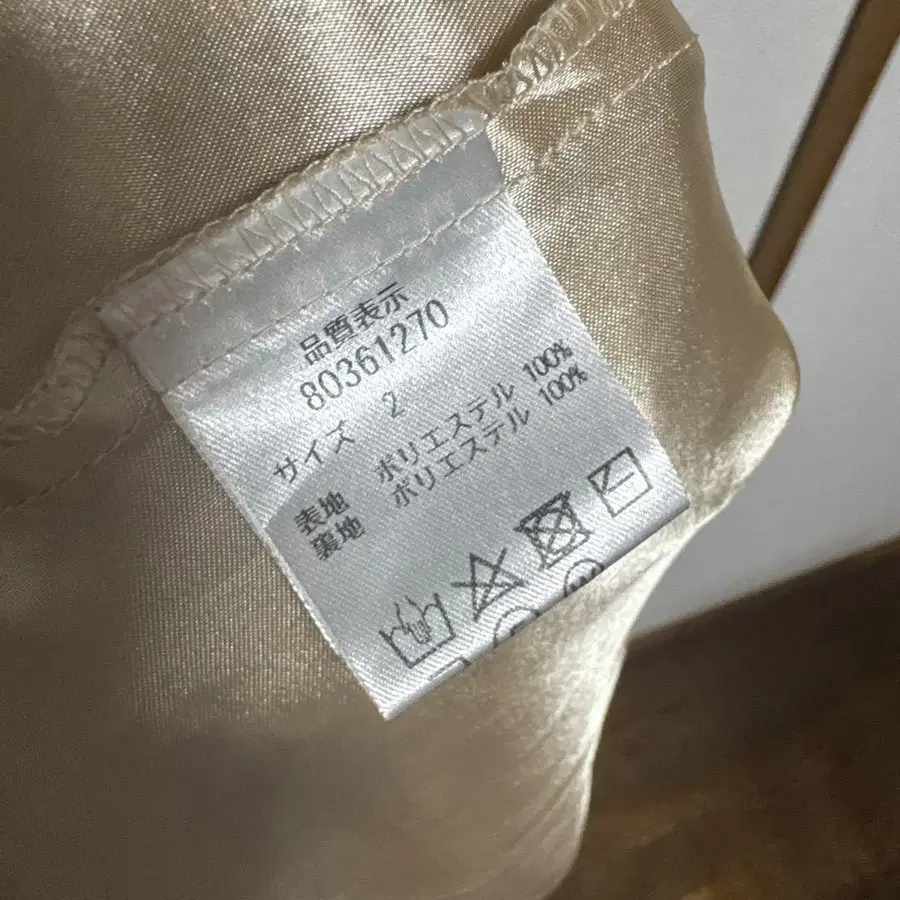 品質表示
80361270
サイズ 2
表地 ポリエステル 100%
裏地 ポリエステル 100%